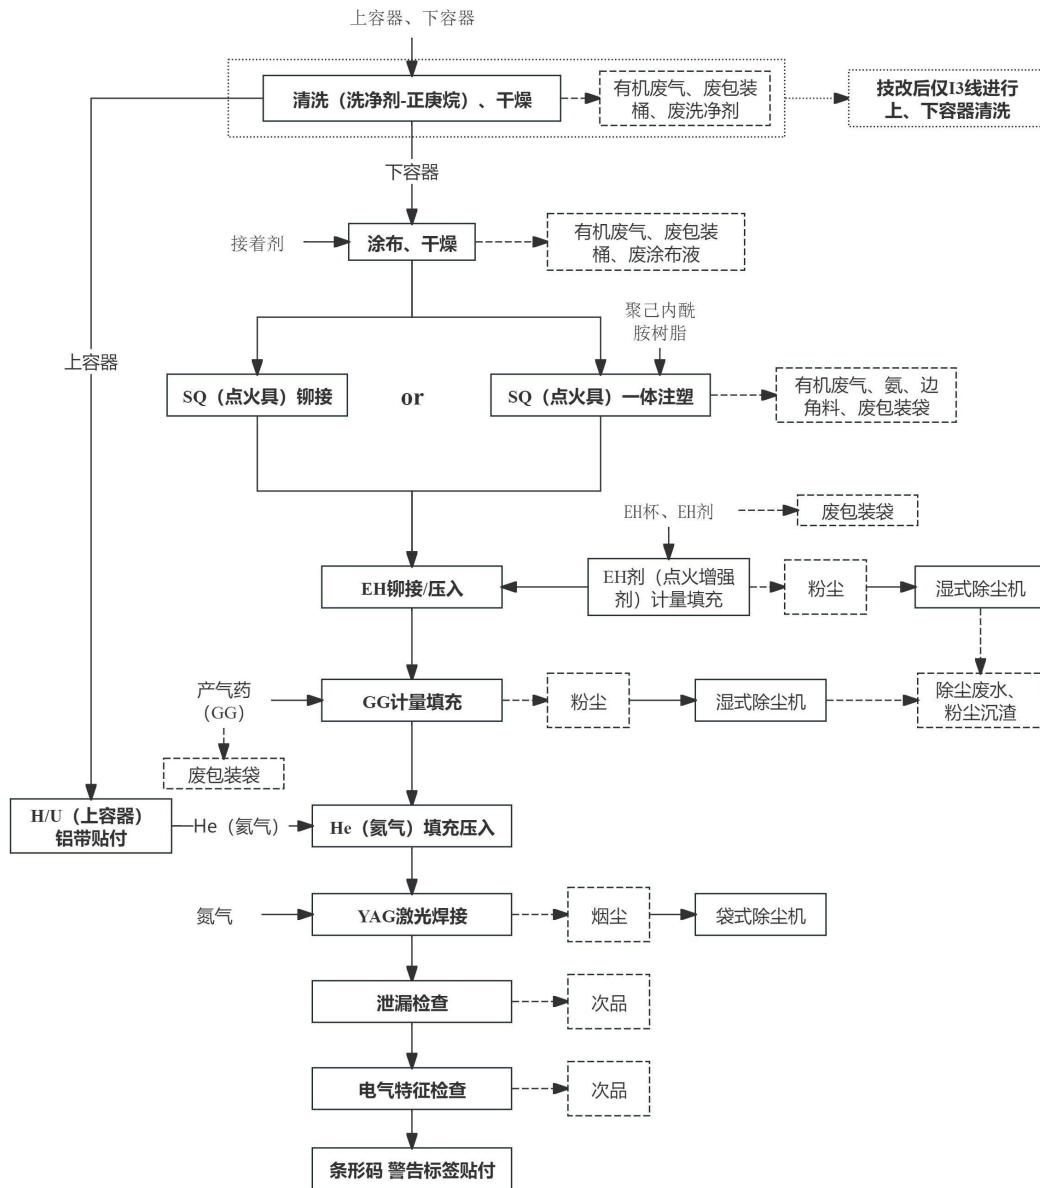 上容器、下容器
清洗（洗净剂-正庚烷）、干燥
有机废气、废包装
桶、废洗净剂
技改后仅I3线进行
上、下容器清洗
下容器
接着剂
涂布、干燥
有机废气、废包装
桶、废涂布液
聚己内酰
胺树脂
上容器
SQ（点火具）铆接
or
SQ（点火具）一体注塑
有机废气、氨、边
角料、废包装袋
EH杯、EH剂
废包装袋
EH铆接/压入
EH剂（点火增强
剂）计量填充
粉尘
湿式除尘机
产气药
（GG）
GG计量填充
粉尘
湿式除尘机
除尘废水、
粉尘沉渣
废包装袋
H/U（上容器）
铝带贴付
He（氦气）
He（氦气）填充压入
氮气
YAG激光焊接
烟尘
袋式除尘机
泄漏检查
次品
电气特征检查
次品
条形码 警告标签贴付